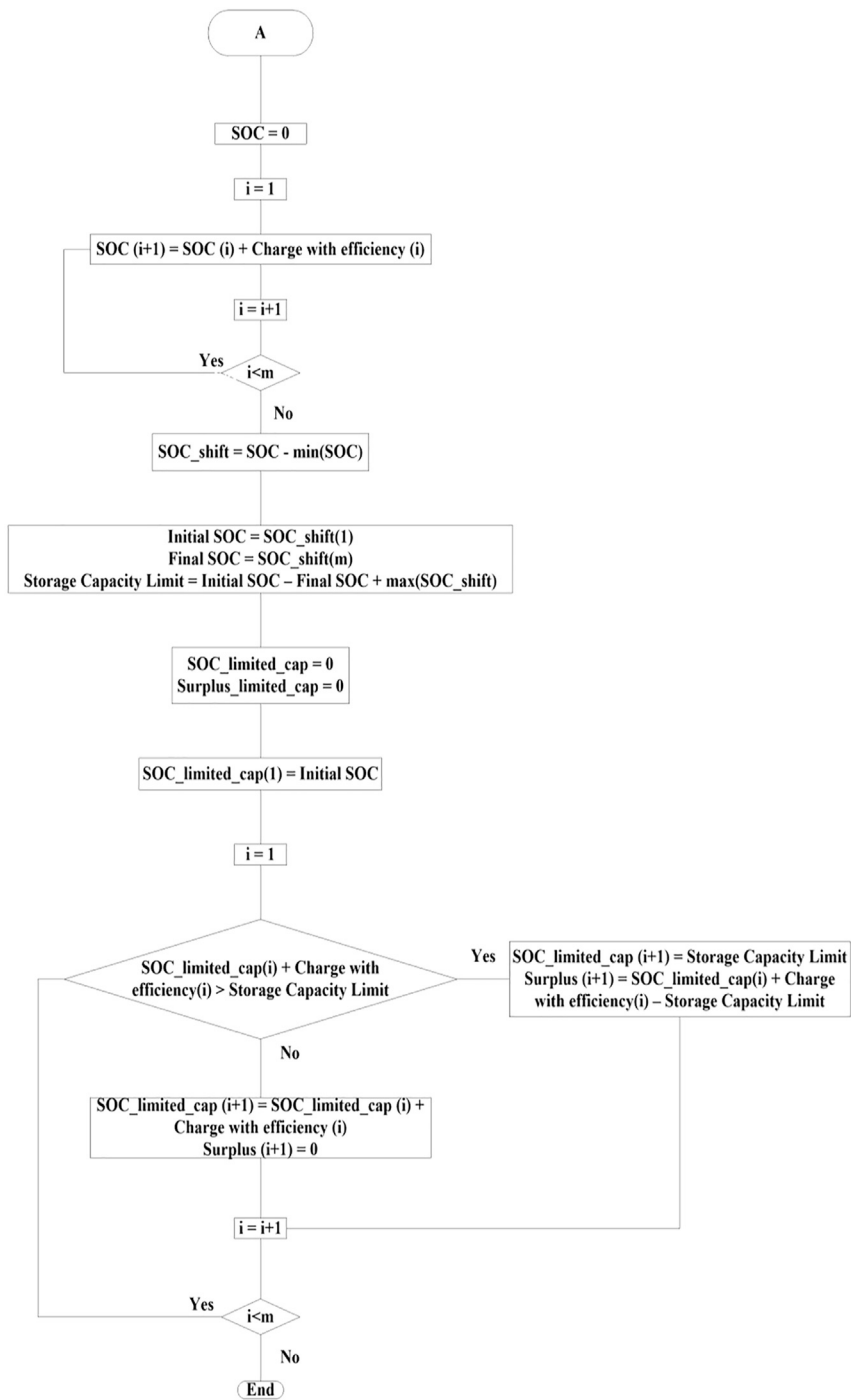 A
SOC = 0
i = 1
SOC (i+1) = SOC (i) + Charge with efficiency (i)
i = i+1
Yes
i<m
No
SOC_shift = SOC - min(SOC)
Initial SOC = SOC_shift(1)
Final SOC = SOC_shift(m)
Storage Capacity Limit = Initial SOC – Final SOC + max(SOC_shift)
SOC_limited_cap = 0
Surplus_limited_cap = 0
SOC_limited_cap(1) = Initial SOC
i = 1
SOC_limited_cap(i) + Charge with
efficiency(i) > Storage Capacity Limit
Yes
SOC_limited_cap (i+1) = Storage Capacity Limit
Surplus (i+1) = SOC_limited_cap(i) + Charge
with efficiency(i) – Storage Capacity Limit
No
SOC_limited_cap (i+1) = SOC_limited_cap (i) +
Charge with efficiency (i)
Surplus (i+1) = 0
i = i+1
Yes
i<m
No
End